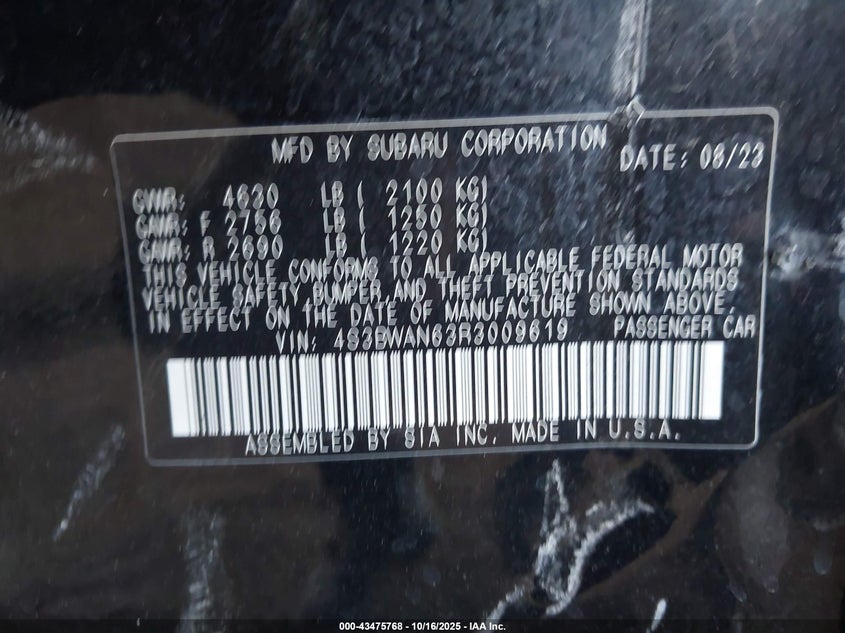 MFD BY SUBARU CORPORATION DATE: 08/23
GVWR: 4630 LB ( 2100 KG)
GAWR: F 2756 LB ( 1250 KG)
GAWR: R 2690 LB ( 1220 KG)
THIS VEHICLE CONFORMS TO ALL APPLICABLE FEDERAL MOTOR
VEHICLE SAFETY, BUMPER, AND THEFT PREVENTION STANDARDS
IN EFFECT ON THE DATE OF MANUFACTURE SHOWN ABOVE.
VIN: 4S3BWAN63R3009619 PASSENGER CAR
ASSEMBLED BY SIA INC. MADE IN U.S.A.
000-43475768 - 10/16/2025 - IAA Inc.